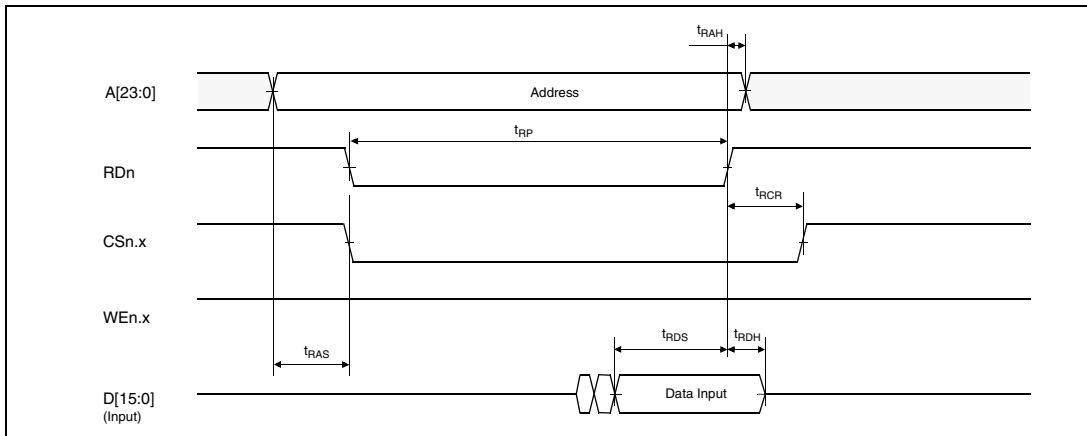 tRAH
A[23:0]
Address
tRP
RDn
tRCR
CSn.x
WEn.x
tRDS
tRDH
tRAS
D[15:0]
Data Input
(Input)